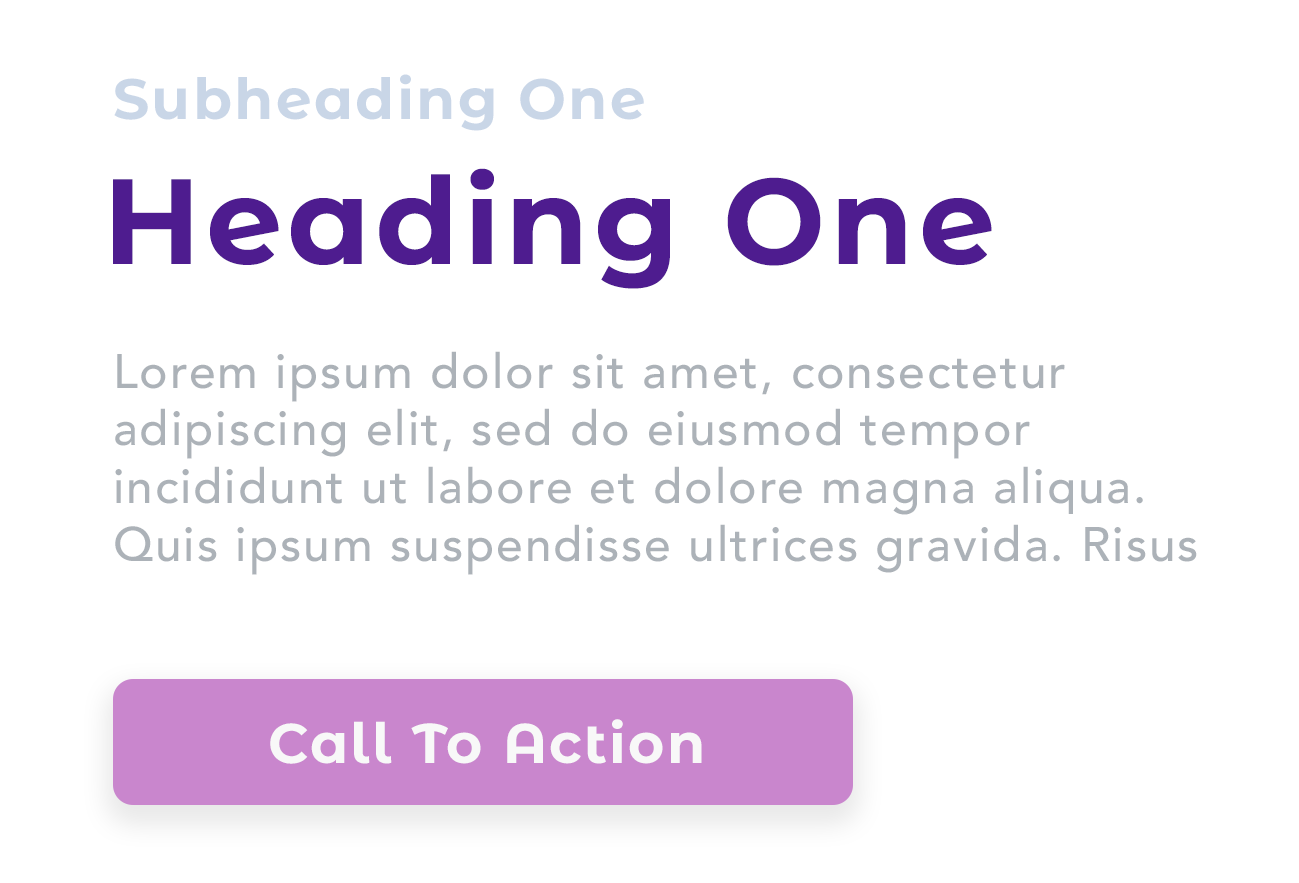 Subheading One
Heading One
Lorem ipsum dolor sit amet, consectetur
adipiscing elit, sed do eiusmod tempor
incididunt ut labore et dolore magna aliqua.
Quis ipsum suspendisse ultrices gravida. Risus
Call To Action